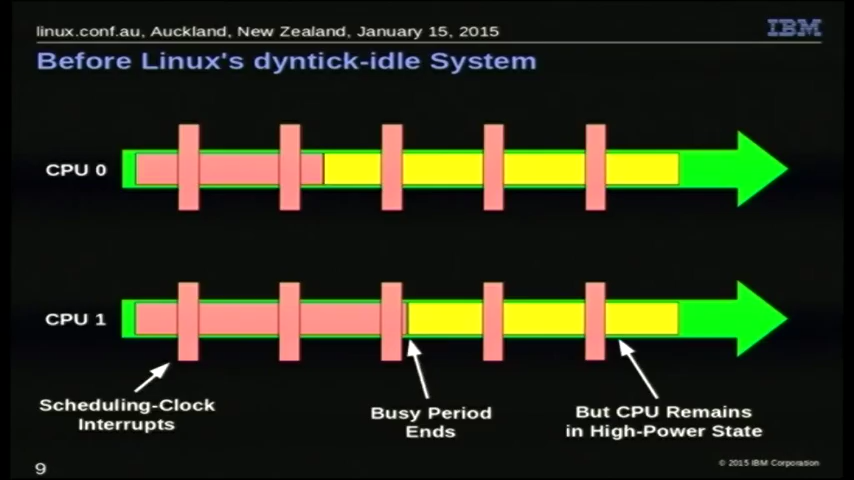 linux.conf.au, Auckland, New Zealand, January 15, 2015
IBM
Before Linux's dyntick-idle System
CPU 0
CPU 1
Scheduling-Clock
Interrupts
Busy Period
Ends
But CPU Remains
in High-Power State
9
© 2015 IBM Corporation